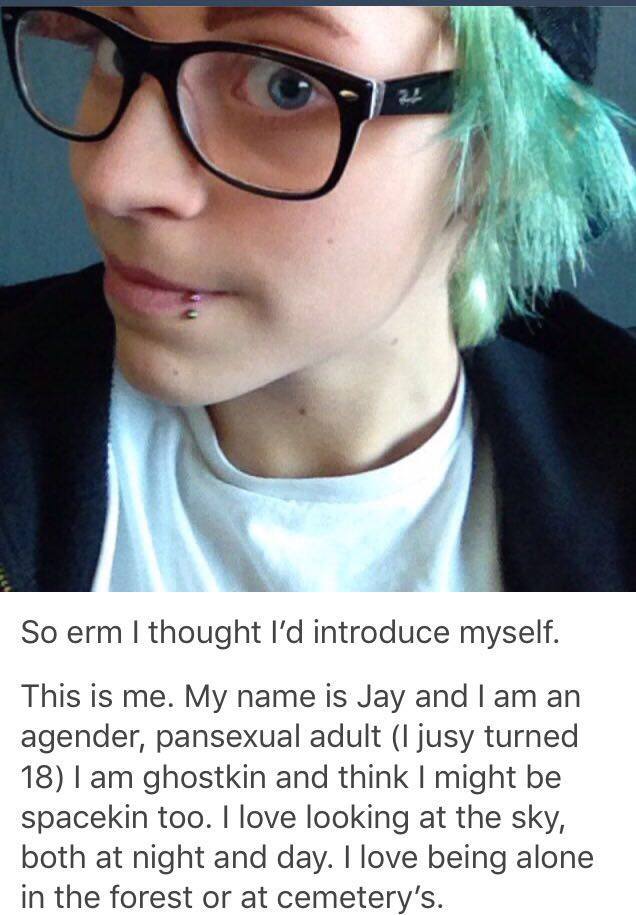 So erm I thought I’d introduce myself.
This is me. My name is Jay and I am an
agender, pansexual adult (I jusy turned
18) I am ghostkin and think I might be
spacekin too. I love looking at the sky,
both at night and day. I love being alone
in the forest or at cemetery’s.